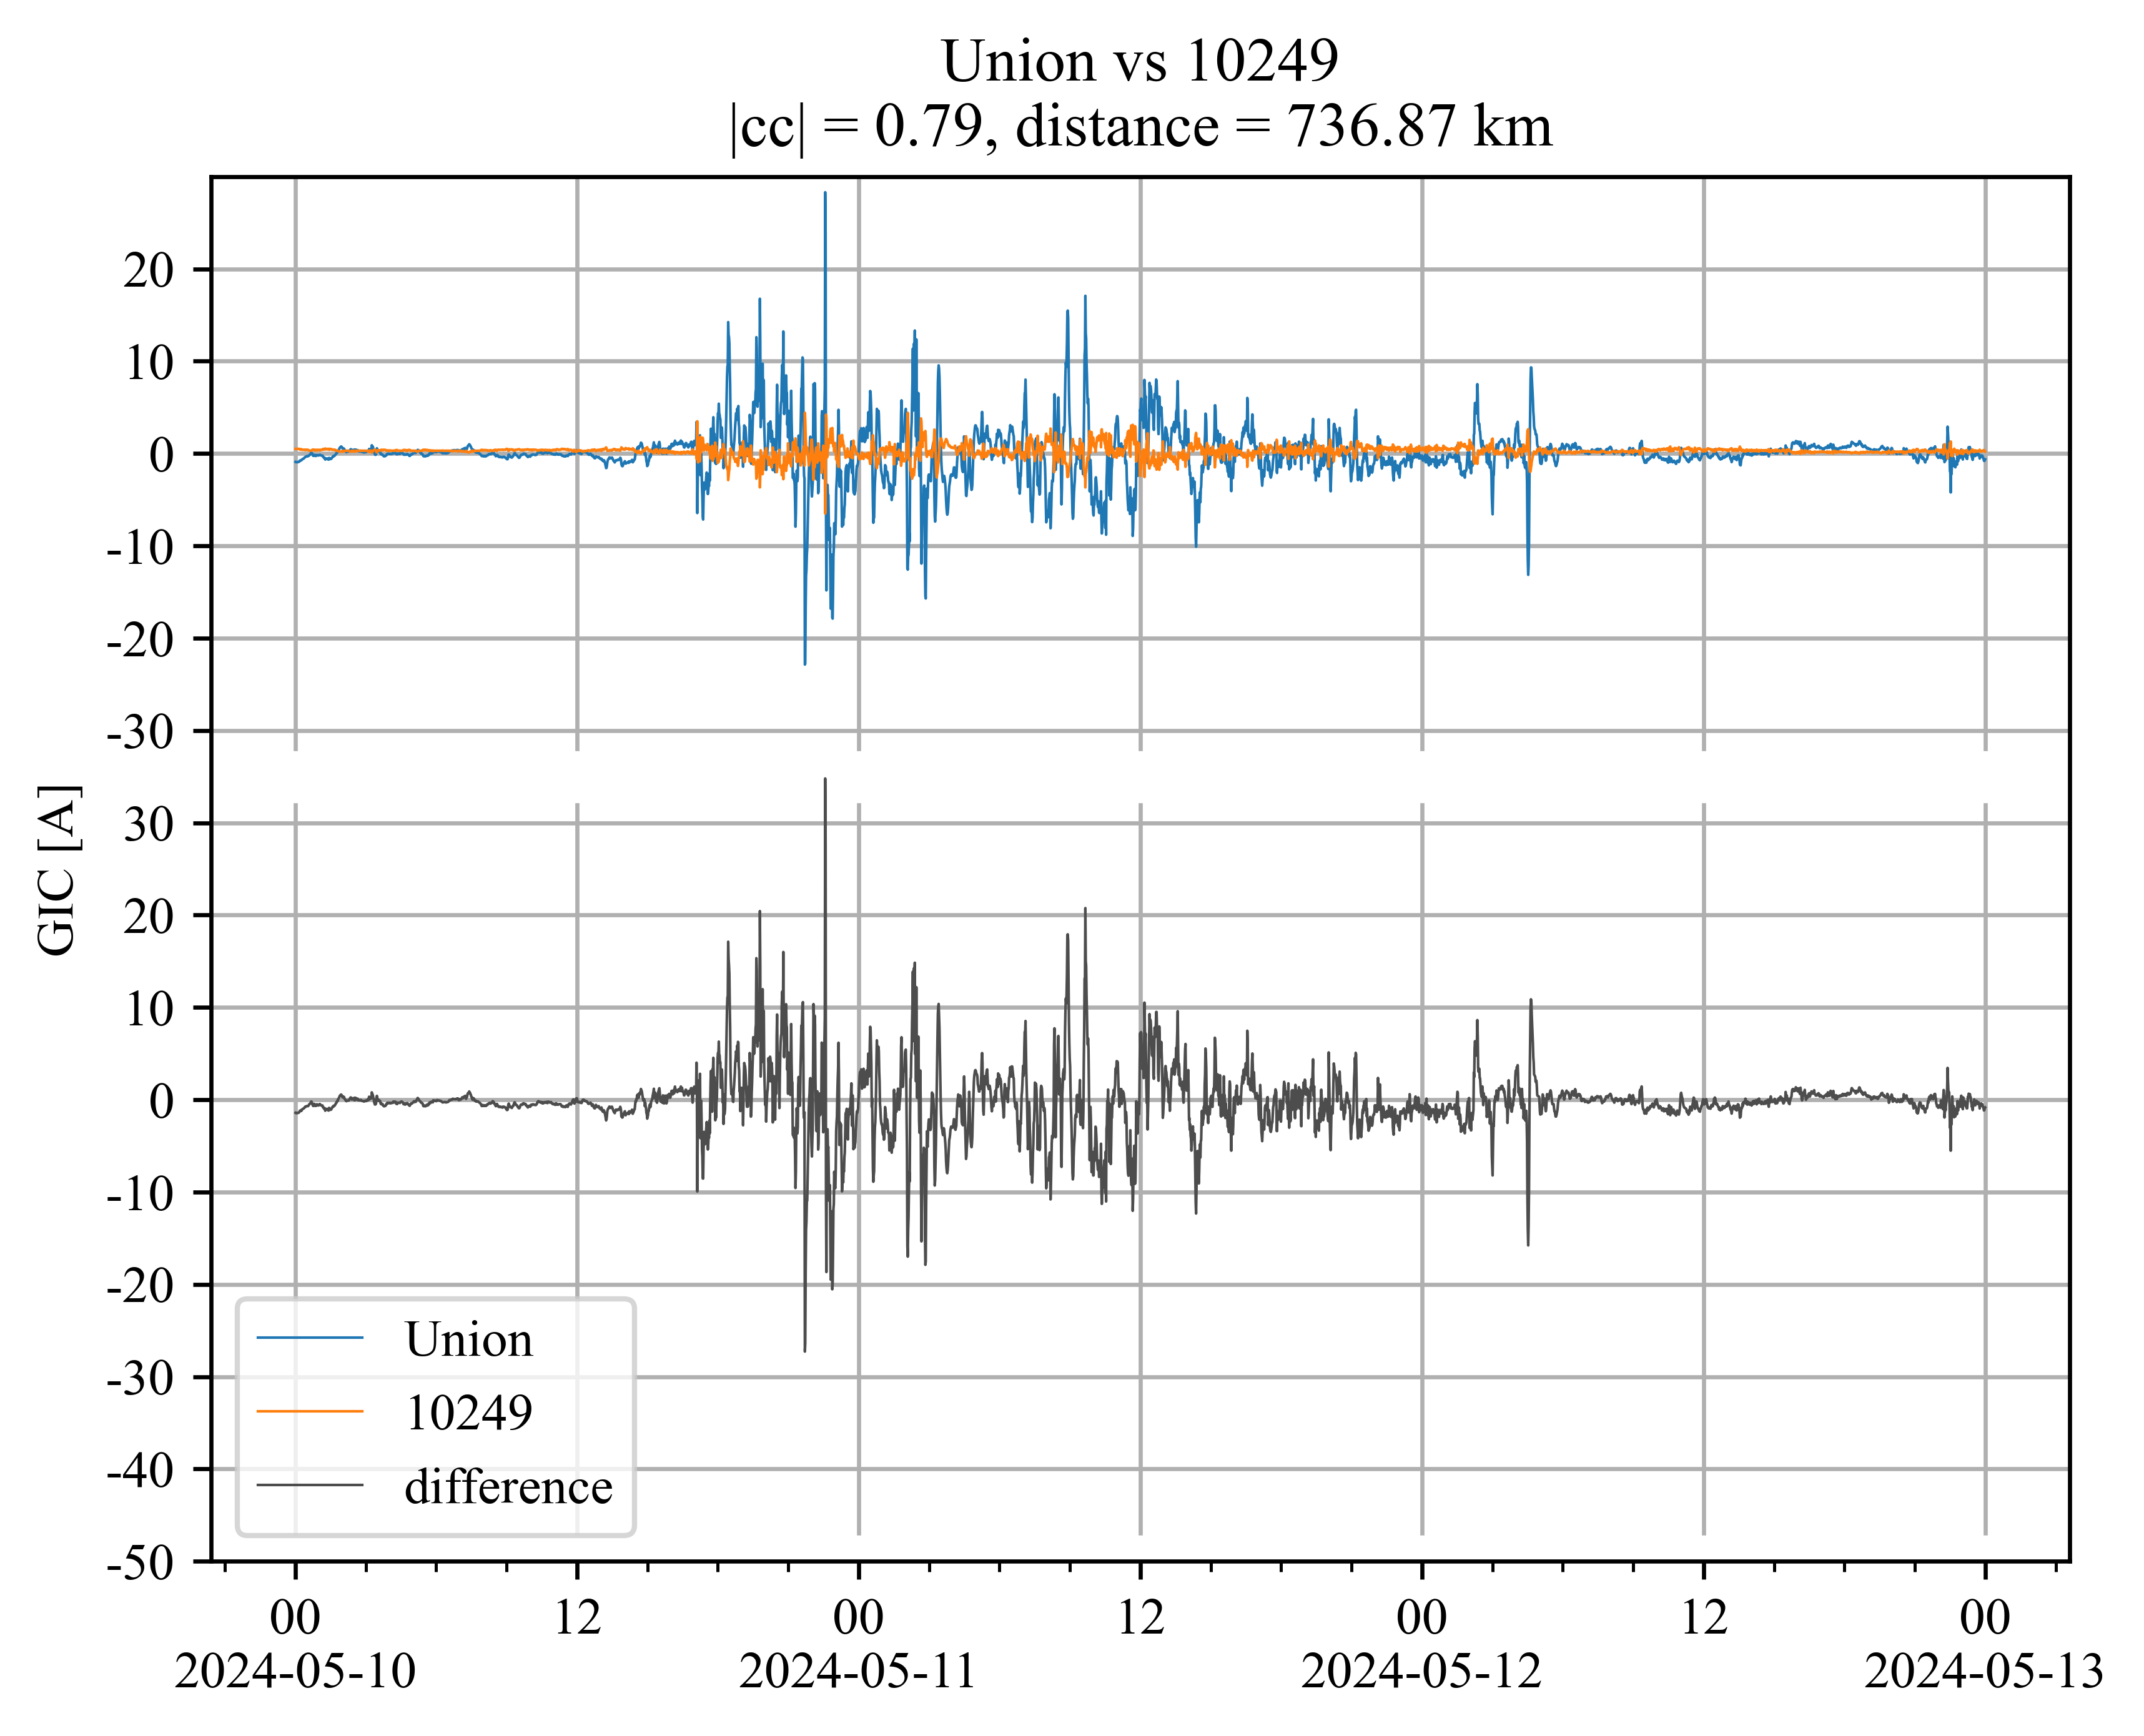 Union vs 10249
|cc| = 0.79, distance = 736.87 km
GIC [A]
20
10
0
-10
-20
-30
30
20
10
0
-10
-20
-30
-40
-50
Union
10249
difference
00 12 00 12 00 12 00
2024-05-10 2024-05-11 2024-05-12 2024-05-13